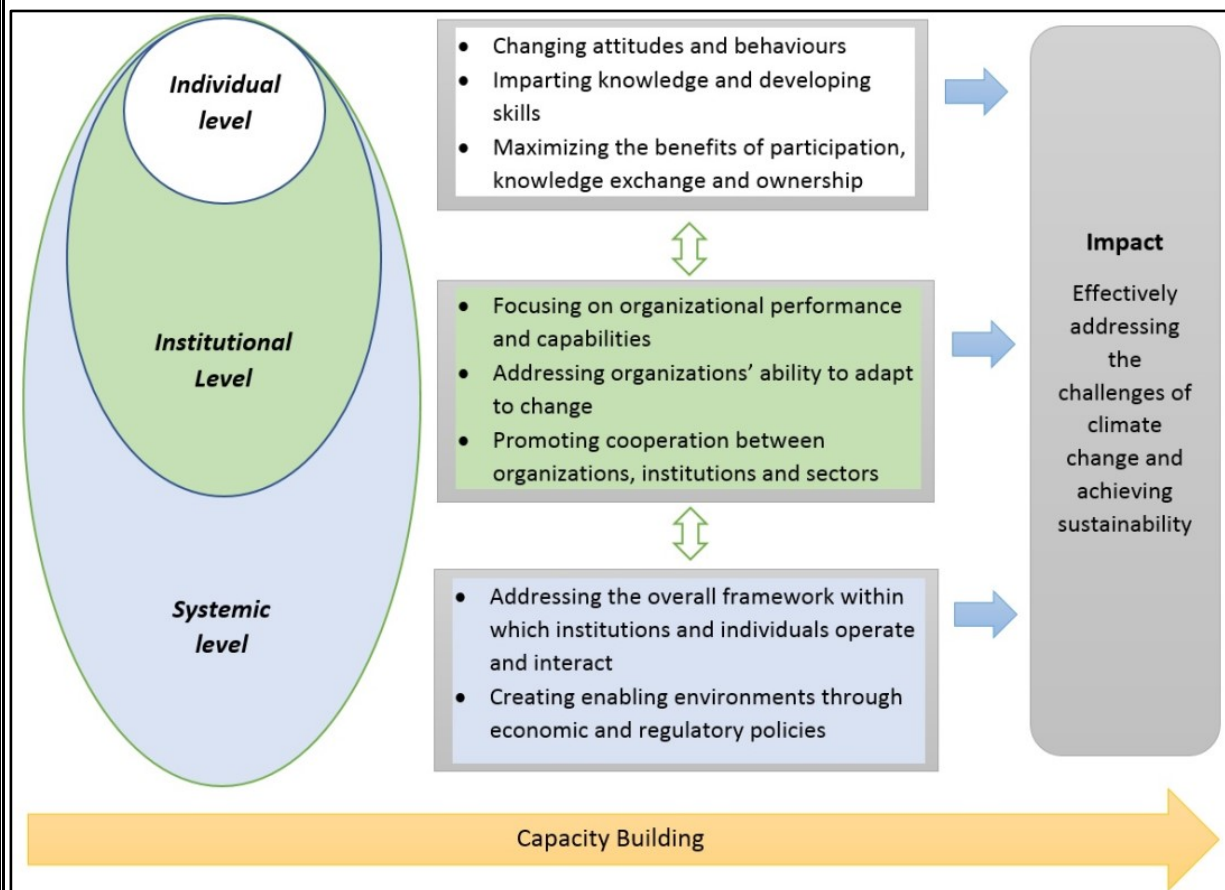 Individual
level
Institutional
Level
Systemic
level
• Changing attitudes and behaviours
• Imparting knowledge and developing
skills
• Maximizing the benefits of participation,
knowledge exchange and ownership
• Focusing on organizational performance
and capabilities
• Addressing organizations’ ability to adapt
to change
• Promoting cooperation between
organizations, institutions and sectors
• Addressing the overall framework within
which institutions and individuals operate
and interact
• Creating enabling environments through
economic and regulatory policies
Impact
Effectively
addressing
the
challenges of
climate
change and
achieving
sustainability
Capacity Building